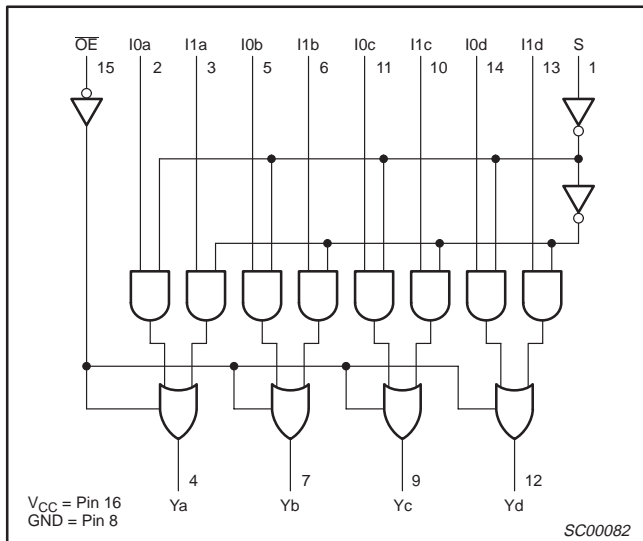 OE I0a I1a I0b I1b I0c I1c I0d I1d S
15 2 3 5 6 11 10 14 13 1
4 7 9 12
Ya Yb Yc Yd
VCC = Pin 16
GND = Pin 8
SC00082